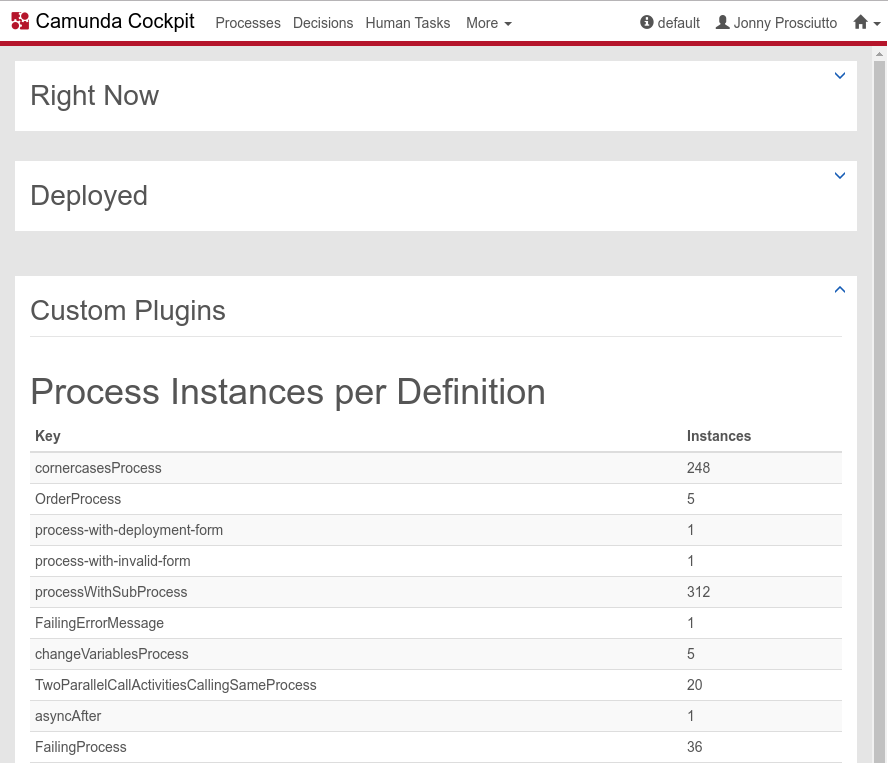 Camunda Cockpit Processes Decisions Human Tasks More default Jonny Prosciutto
Right Now
Deployed
Custom Plugins
Process Instances per Definition
Key Instances
cornercasesProcess 248
OrderProcess 5
process-with-deployment-form 1
process-with-invalid-form 1
processWithSubProcess 312
FailingErrorMessage 1
changeVariablesProcess 5
TwoParallelCallActivitiesCallingSameProcess 20
asyncAfter 1
FailingProcess 36